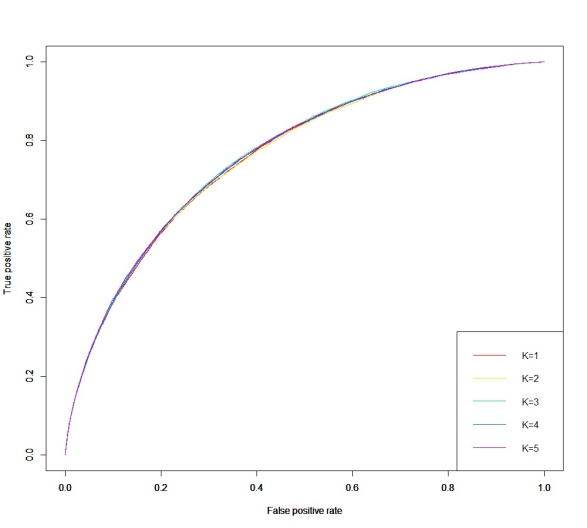 1.0
0.8
0.6
0.4
0.2
0.0
True positive rate
K=1
K=2
K=3
K=4
K=5
0.0 0.2 0.4 0.6 0.8 1.0
False positive rate